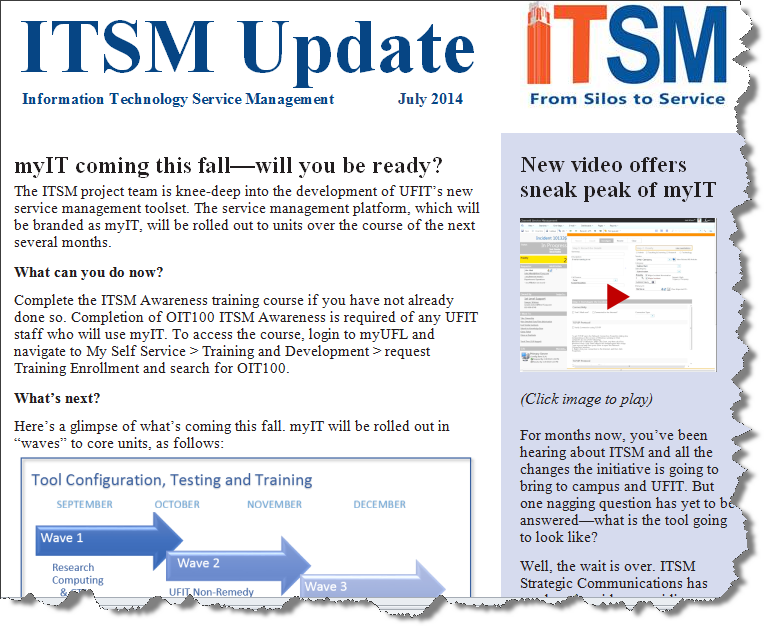 ITSM Update
Information Technology Service Management July 2014
ITSM
From Silos to Service
myIT coming this fall—will you be ready?
The ITSM project team is knee-deep into the development of UFIT’s new
service management toolset. The service management platform, which will
be branded as myIT, will be rolled out to units over the course of the next
several months.
What can you do now?
Complete the ITSM Awareness training course if you have not already
done so. Completion of OIT100 ITSM Awareness is required of any UFIT
staff who will use myIT. To access the course, login to myUFL and
navigate to My Self Service > Training and Development > request
Training Enrollment and search for OIT100.
What’s next?
Here’s a glimpse of what’s coming this fall. myIT will be rolled out in
“waves” to core units, as follows:
Tool Configuration, Testing and Training
SEPTEMBER OCTOBER NOVEMBER DECEMBER
Wave 1
Wave 2
Wave 3
Research
Computing
&
UFIT Non-Remedy
New video offers
sneak peak of myIT
(Click image to play)
For months now, you’ve been
hearing about ITSM and all the
changes the initiative is going to
bring to campus and UFIT. But
one nagging question has yet to be
answered—what is the tool going
to look like?
Well, the wait is over. ITSM
Strategic Communications has